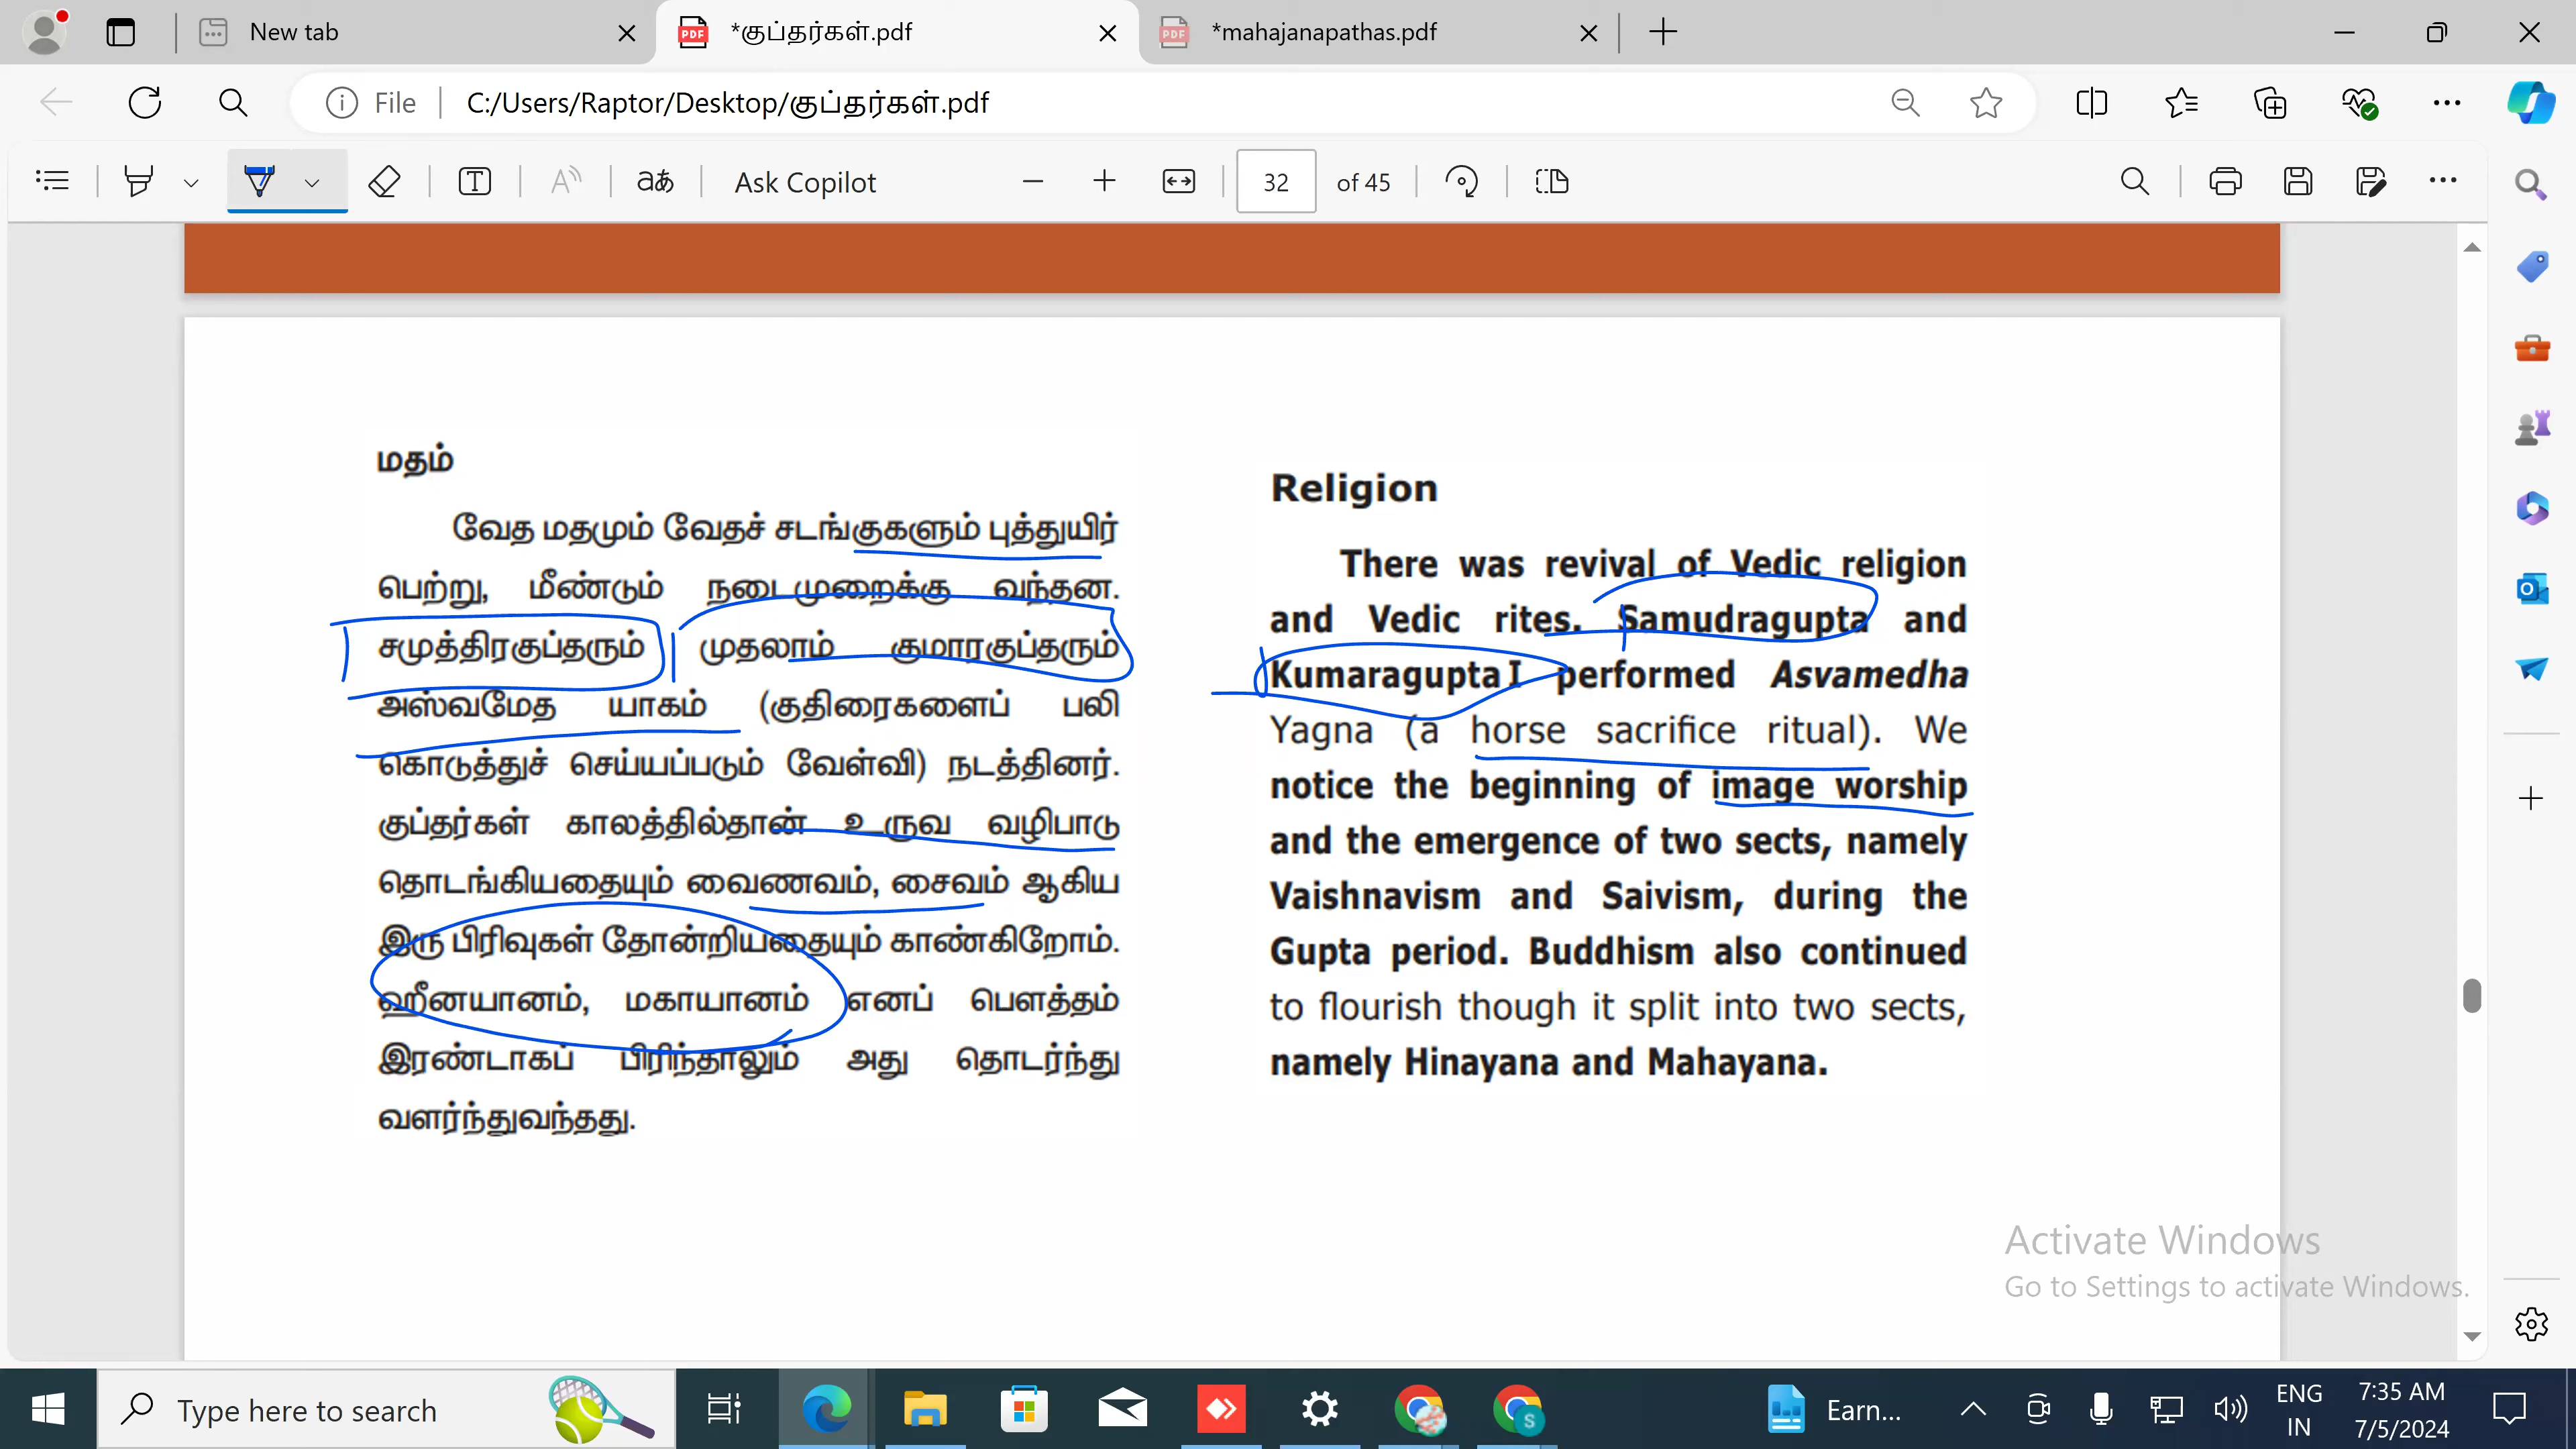 New tab
*குப்தர்கள்.pdf
*mahajanapathas.pdf
File
C:/Users/Raptor/Desktop/குப்தர்கள்.pdf
Ask Copilot
32 of 45
மதம்
வேத மதமும் வேதச் சடங்குகளும் புத்துயிர்
பெற்று, மீண்டும் நடைமுறைக்கு வந்தன.
சமுத்திரகுப்தரும் முதலாம் குமாரகுப்தரும்
அஸ்வமேத யாகம் (குதிரைகளைப் பலி
கொடுத்துச் செய்யப்படும் வேள்வி) நடத்தினர்.
குப்தர்கள் காலத்தில்தான் உருவ வழிபாடு
தொடங்கியதையும் வைணவம், சைவம் ஆகிய
இரு பிரிவுகள் தோன்றியதையும் காண்கிறோம்.
ஹீனயானம், மகாயானம் எனப் பௌத்தம்
இரண்டாகப் பிரிந்தாலும் அது தொடர்ந்து
வளர்ந்துவந்தது.
Religion
There was revival of Vedic religion
and Vedic rites. Samudragupta and
Kumaragupta I performed Asvamedha
Yagna (a horse sacrifice ritual). We
notice the beginning of image worship
and the emergence of two sects, namely
Vaishnavism and Saivism, during the
Gupta period. Buddhism also continued
to flourish though it split into two sects,
namely Hinayana and Mahayana.
Activate Windows
Go to Settings to activate Windows.
Type here to search
Earn...
ENG
IN
7:35 AM
7/5/2024